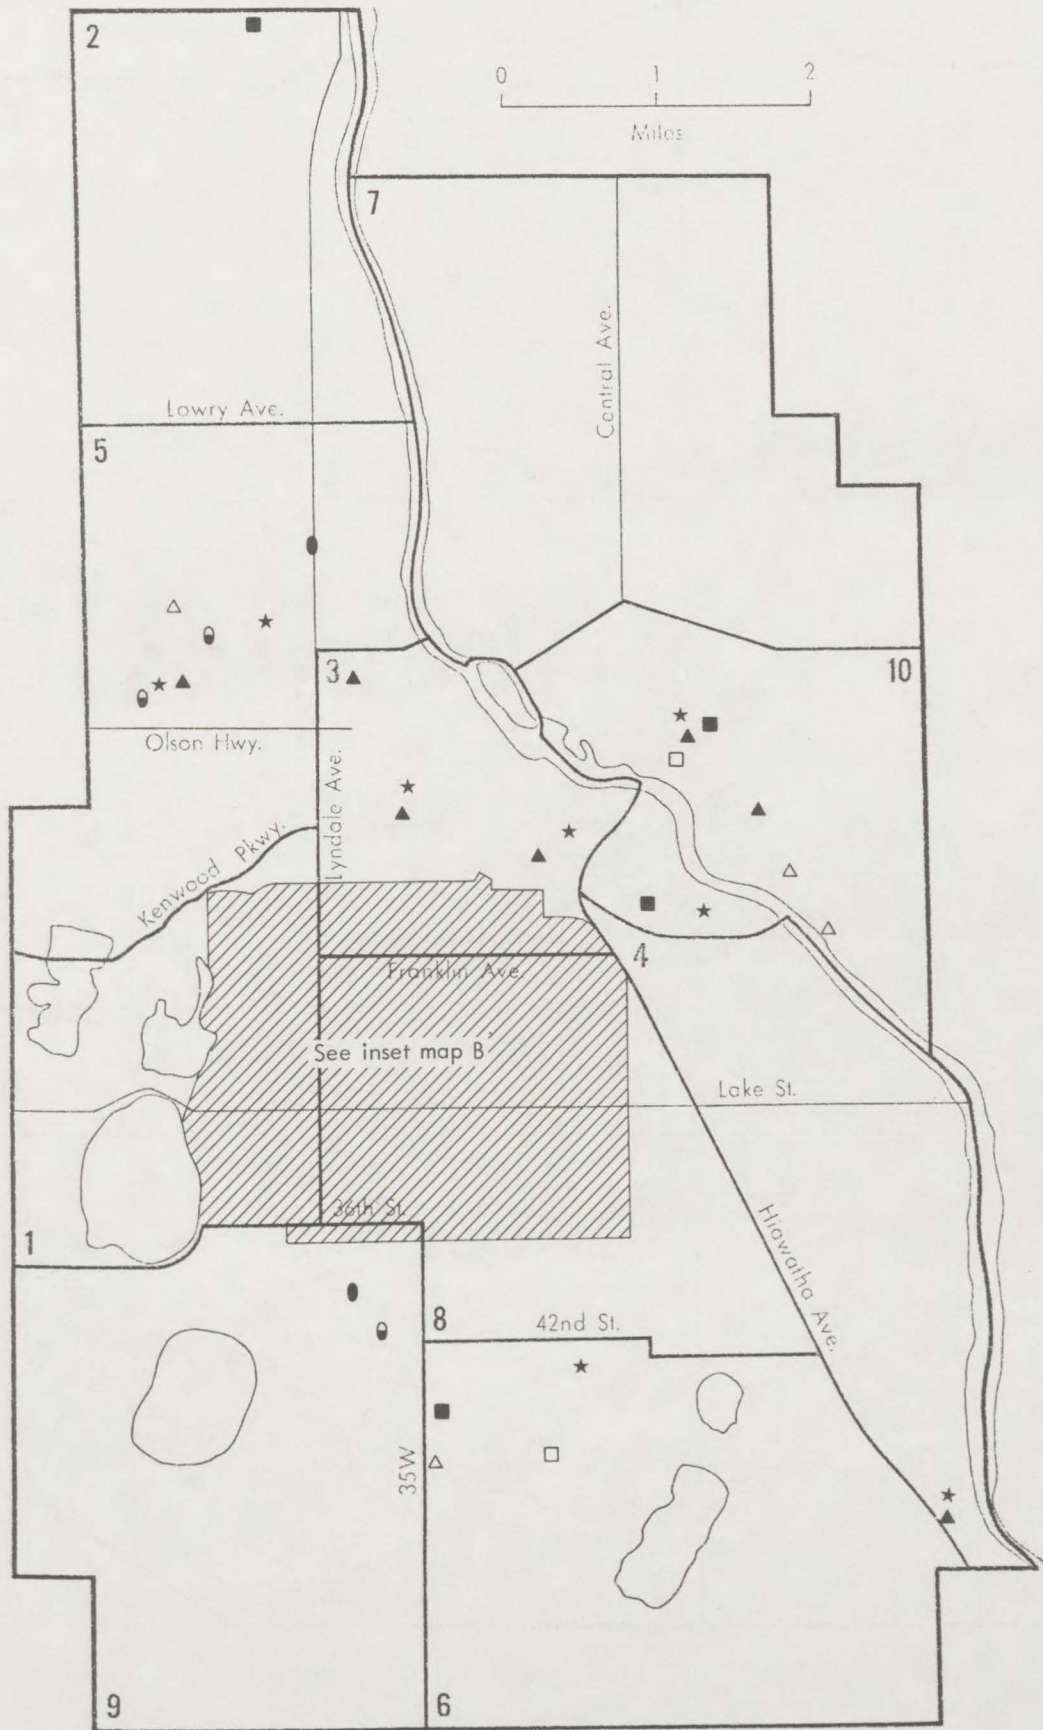 2
0 1 2
Miles
7
Central Ave.
Lowry Ave.
5
3
10
Olson Hwy.
Lyndale Ave.
Kenwood Pkwy.
4
Franklin Ave.
See inset map B
Lake St.
36th St.
1
Hiawatha Ave.
8
42nd St.
35W
9
6